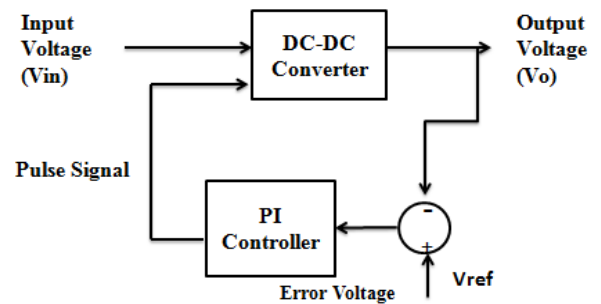 Input
Voltage
(Vin)
DC-DC
Converter
Output
Voltage
(Vo)
Pulse Signal
PI
Controller
-
+
Error Voltage
Vref